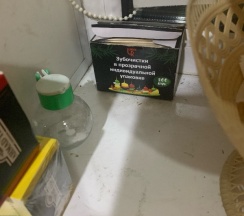 Зубочистки
в прозрачной
индивидуальной
упаковке